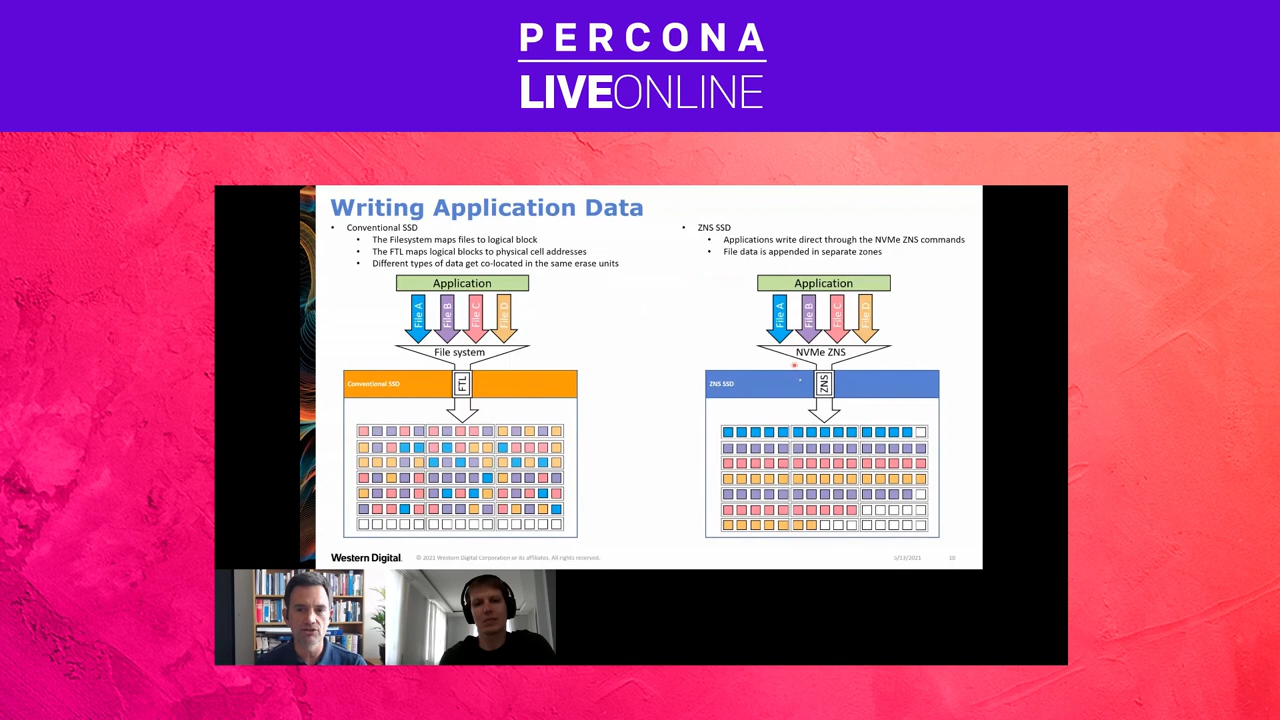 PERCONA
LIVEONLINE
Writing Application Data
• Conventional SSD
• The Filesystem maps files to logical block
• The FTL maps logical blocks to physical cell addresses
• Different types of data get co-located in the same erase units
Application
File A
File B
File C
File D
File system
Conventional SSD
FTL
• ZNS SSD
• Applications write direct through the NVMe ZNS commands
• File data is appended in separate zones
Application
File A
File B
File C
File D
NVMe ZNS
ZNS SSD
ZNS
Western Digital.
© 2021 Western Digital Corporation or its affiliates. All rights reserved.
5/13/2021
10